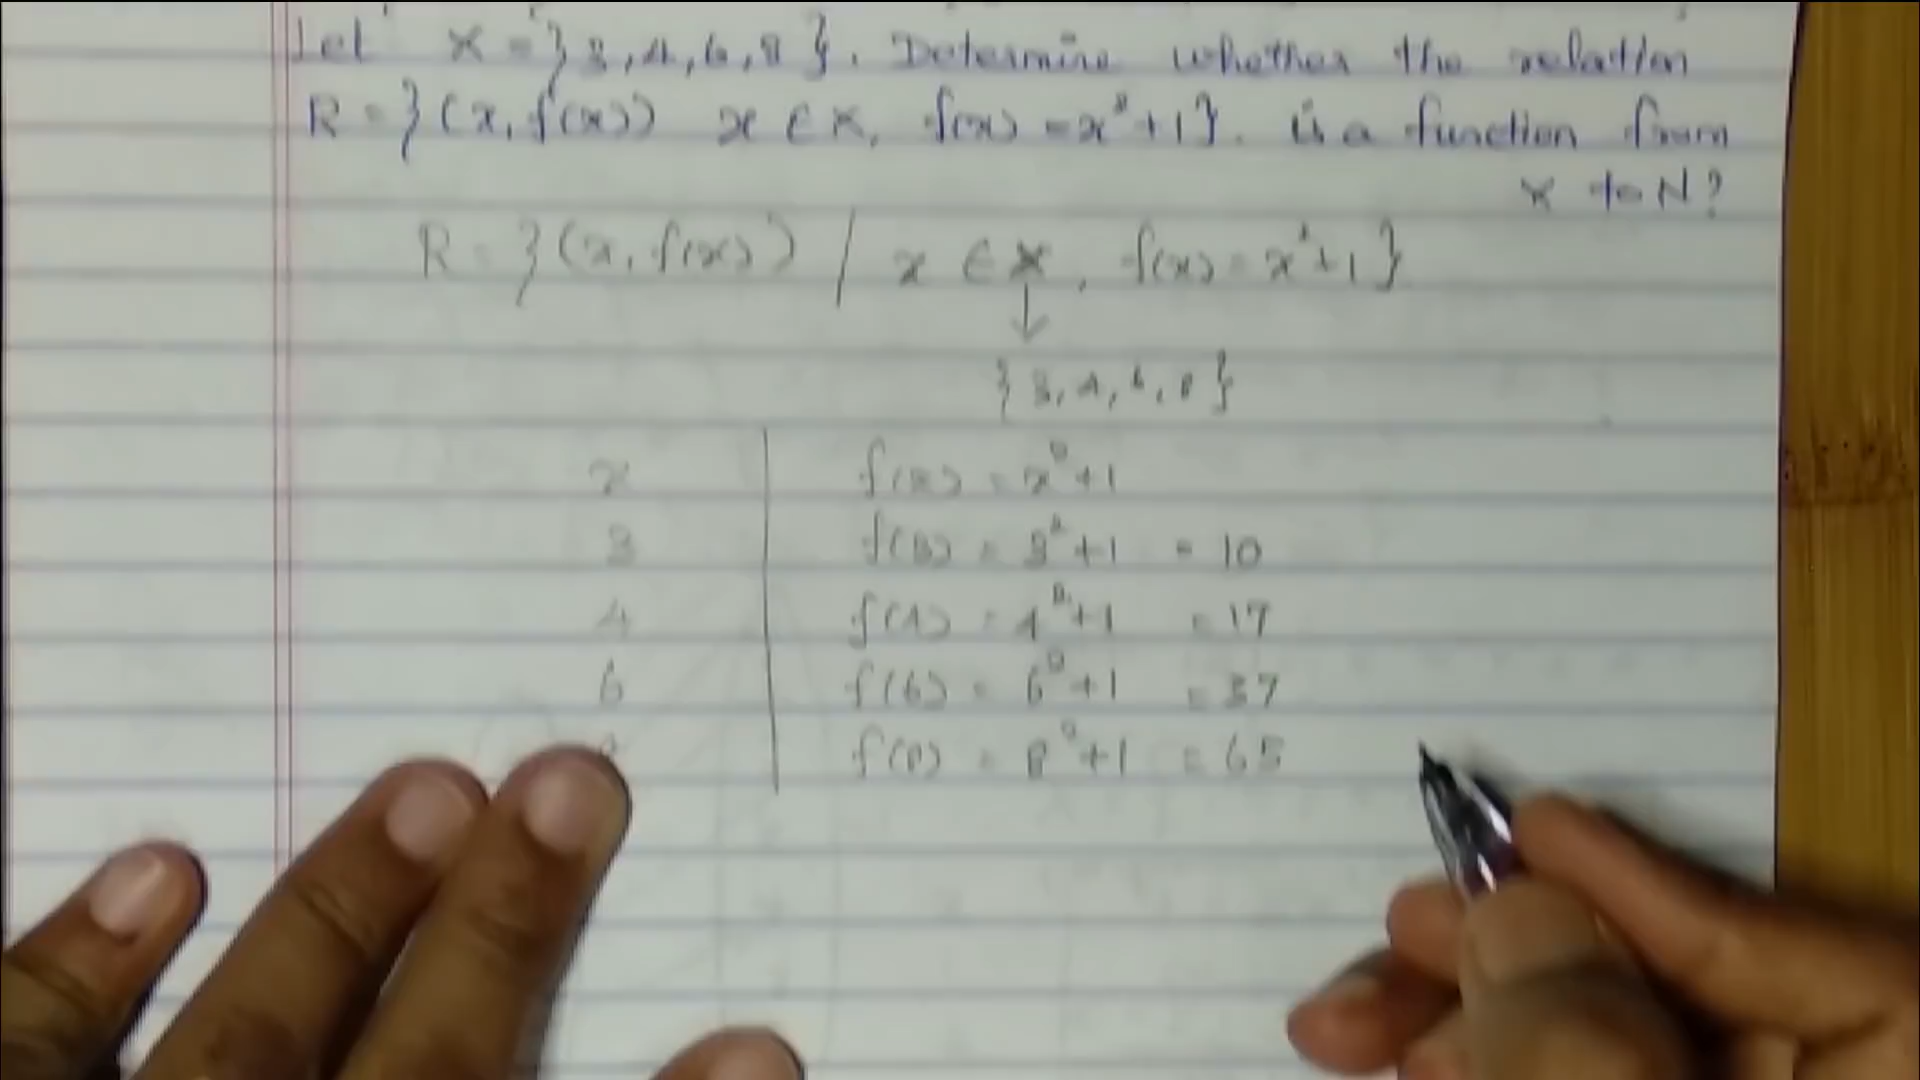 Let X = {3, 4, 6, 8}. Determine whether the relation
R = {(x, f(x)) x ∈ X, f(x) = x²+1}. is a function from
X to N?
R = {(x, f(x)) / x ∈ X, f(x) = x²+1}
↓
{3, 4, 6, 8}
x f(x) = x²+1
3 f(3) = 3²+1 = 10
4 f(4) = 4²+1 = 17
6 f(6) = 6²+1 = 37
f(8) = 8²+1 = 65